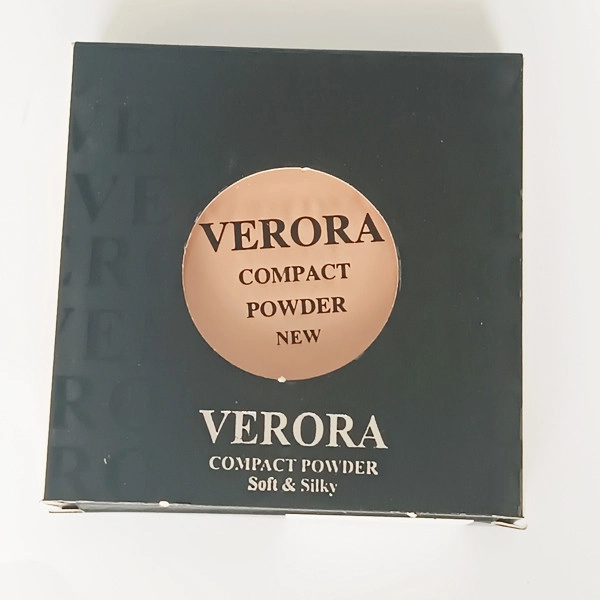 VERORA
COMPACT
POWDER
NEW
VERORA
COMPACT POWDER
Soft & Silky